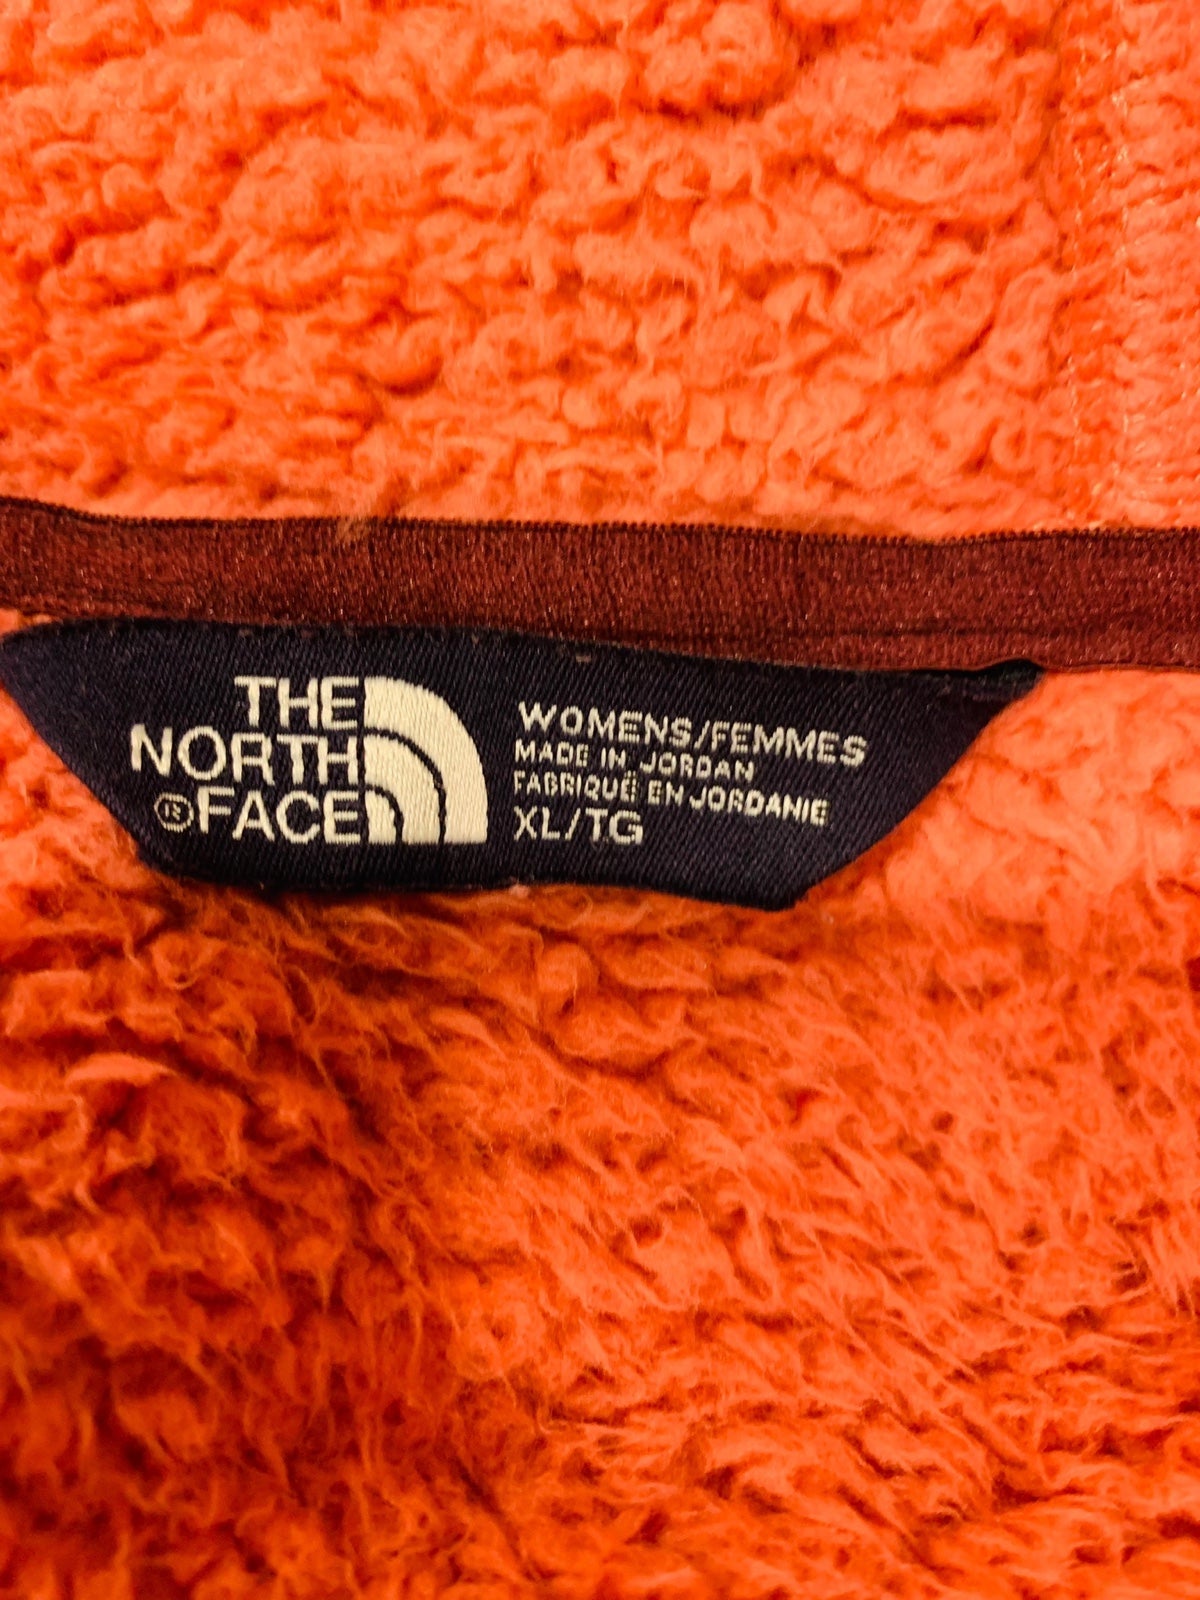 THE
NORTH
®FACE
WOMENS/FEMMES
MADE IN JORDAN
FABRIQUÉ EN JORDANIE
XL/TG